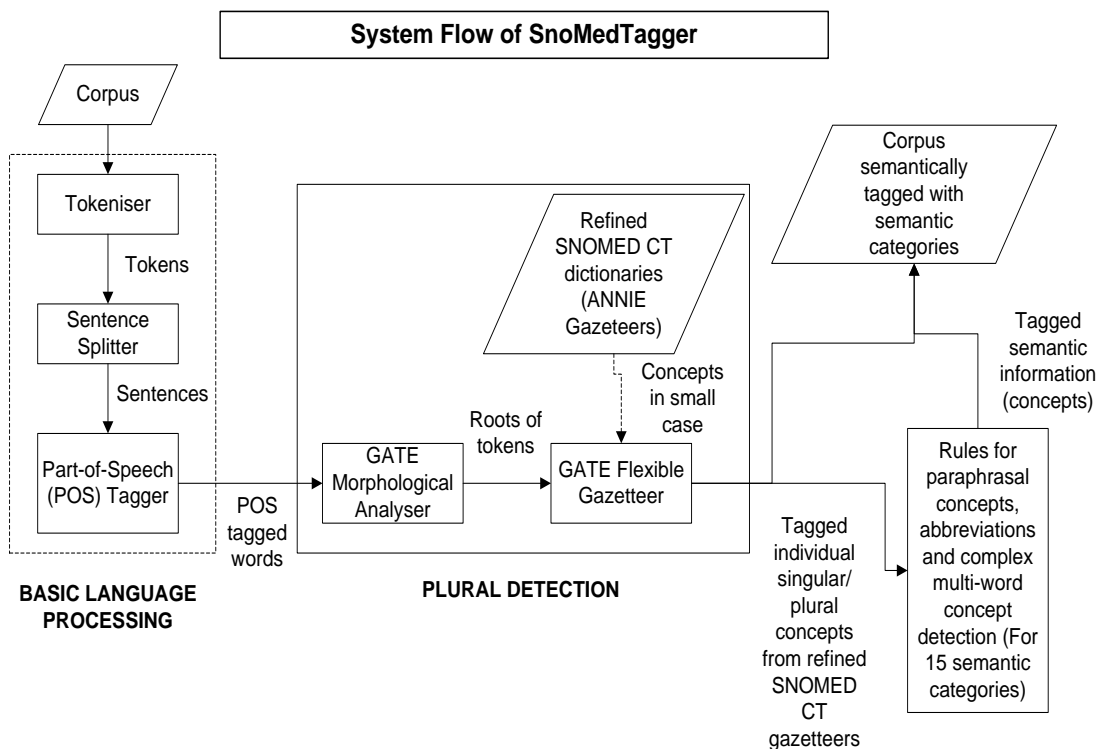 System Flow of SnoMedTagger
Corpus
Tokeniser
Tokens
Sentence
Splitter
Sentences
Part-of-Speech
(POS) Tagger
BASIC LANGUAGE
PROCESSING
POS
tagged
words
GATE
Morphological
Analyser
Roots of
tokens
Refined
SNOMED CT
dictionaries
(ANNIE
Gazeteers)
Concepts
in small
case
GATE Flexible
Gazetteer
PLURAL DETECTION
Tagged
individual
singular/
plural
concepts
from refined
SNOMED
CT
gazetteers
Corpus
semantically
tagged with
semantic
categories
Tagged
semantic
information
(concepts)
Rules for
paraphrasal
concepts,
abbreviations
and complex
multi-word
concept
detection (For
15 semantic
categories)